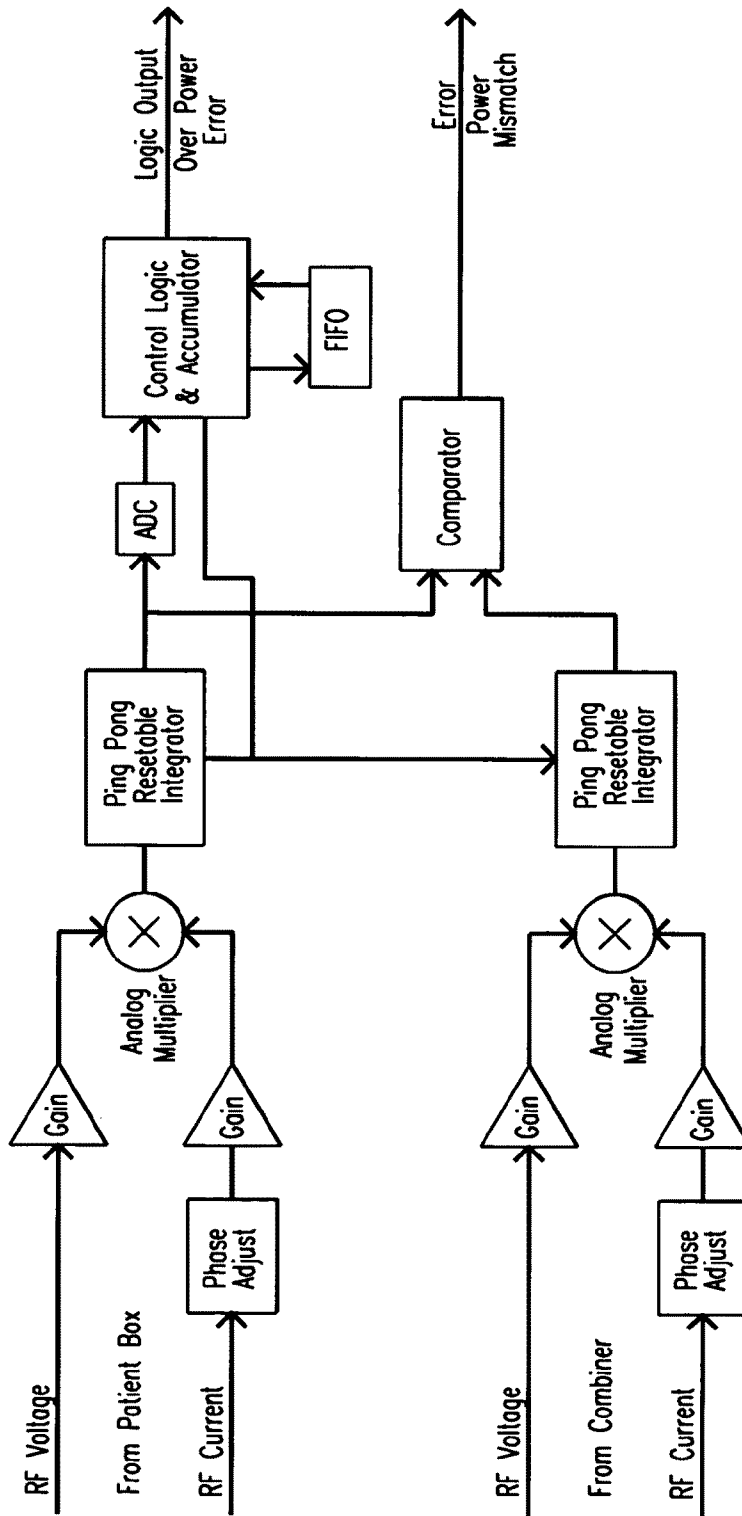 RF Voltage
From Patient Box
RF Current
Phase
Adjust
Gain
Gain
Analog
Multiplier
Ping Pong
Resetable
Integrator
ADC
Control Logic
& Accumulator
FIFO
Logic Output
Over Power
Error
RF Voltage
From Combiner
RF Current
Phase
Adjust
Gain
Gain
Analog
Multiplier
Ping Pong
Resetable
Integrator
Comparator
Error
Power
Mismatch